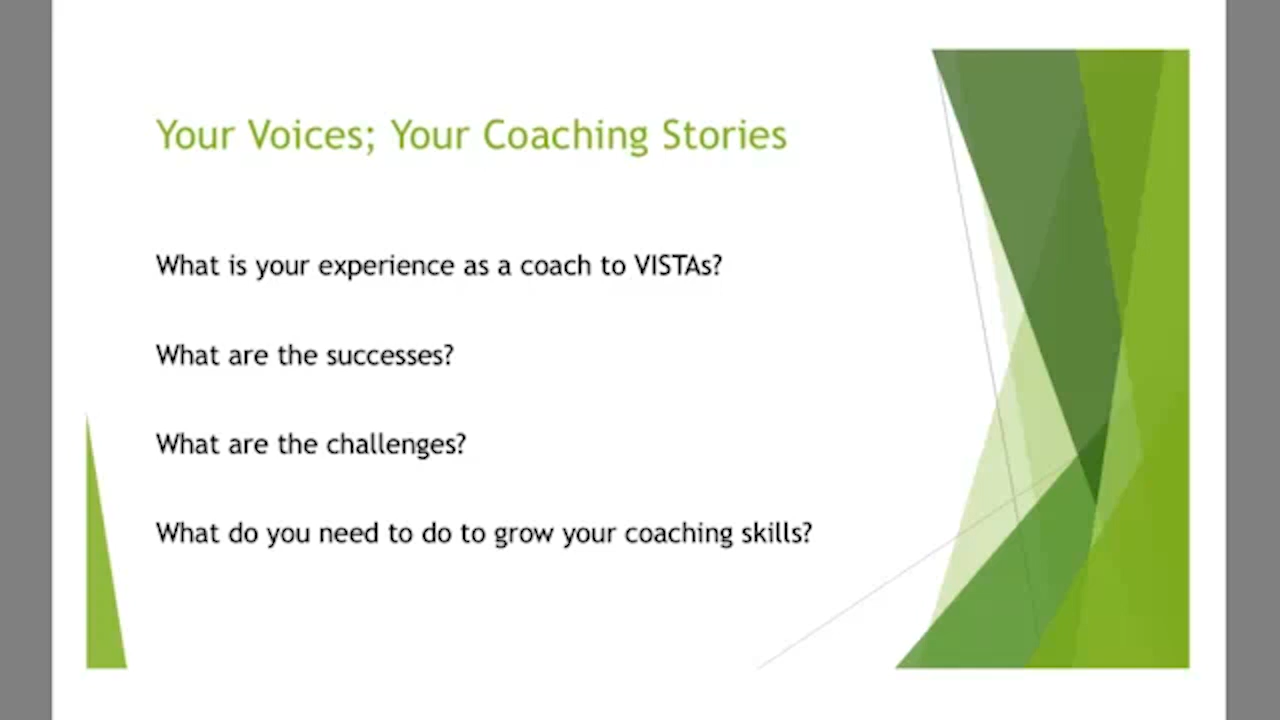 Your Voices; Your Coaching Stories
What is your experience as a coach to VISTAs?
What are the successes?
What are the challenges?
What do you need to do to grow your coaching skills?